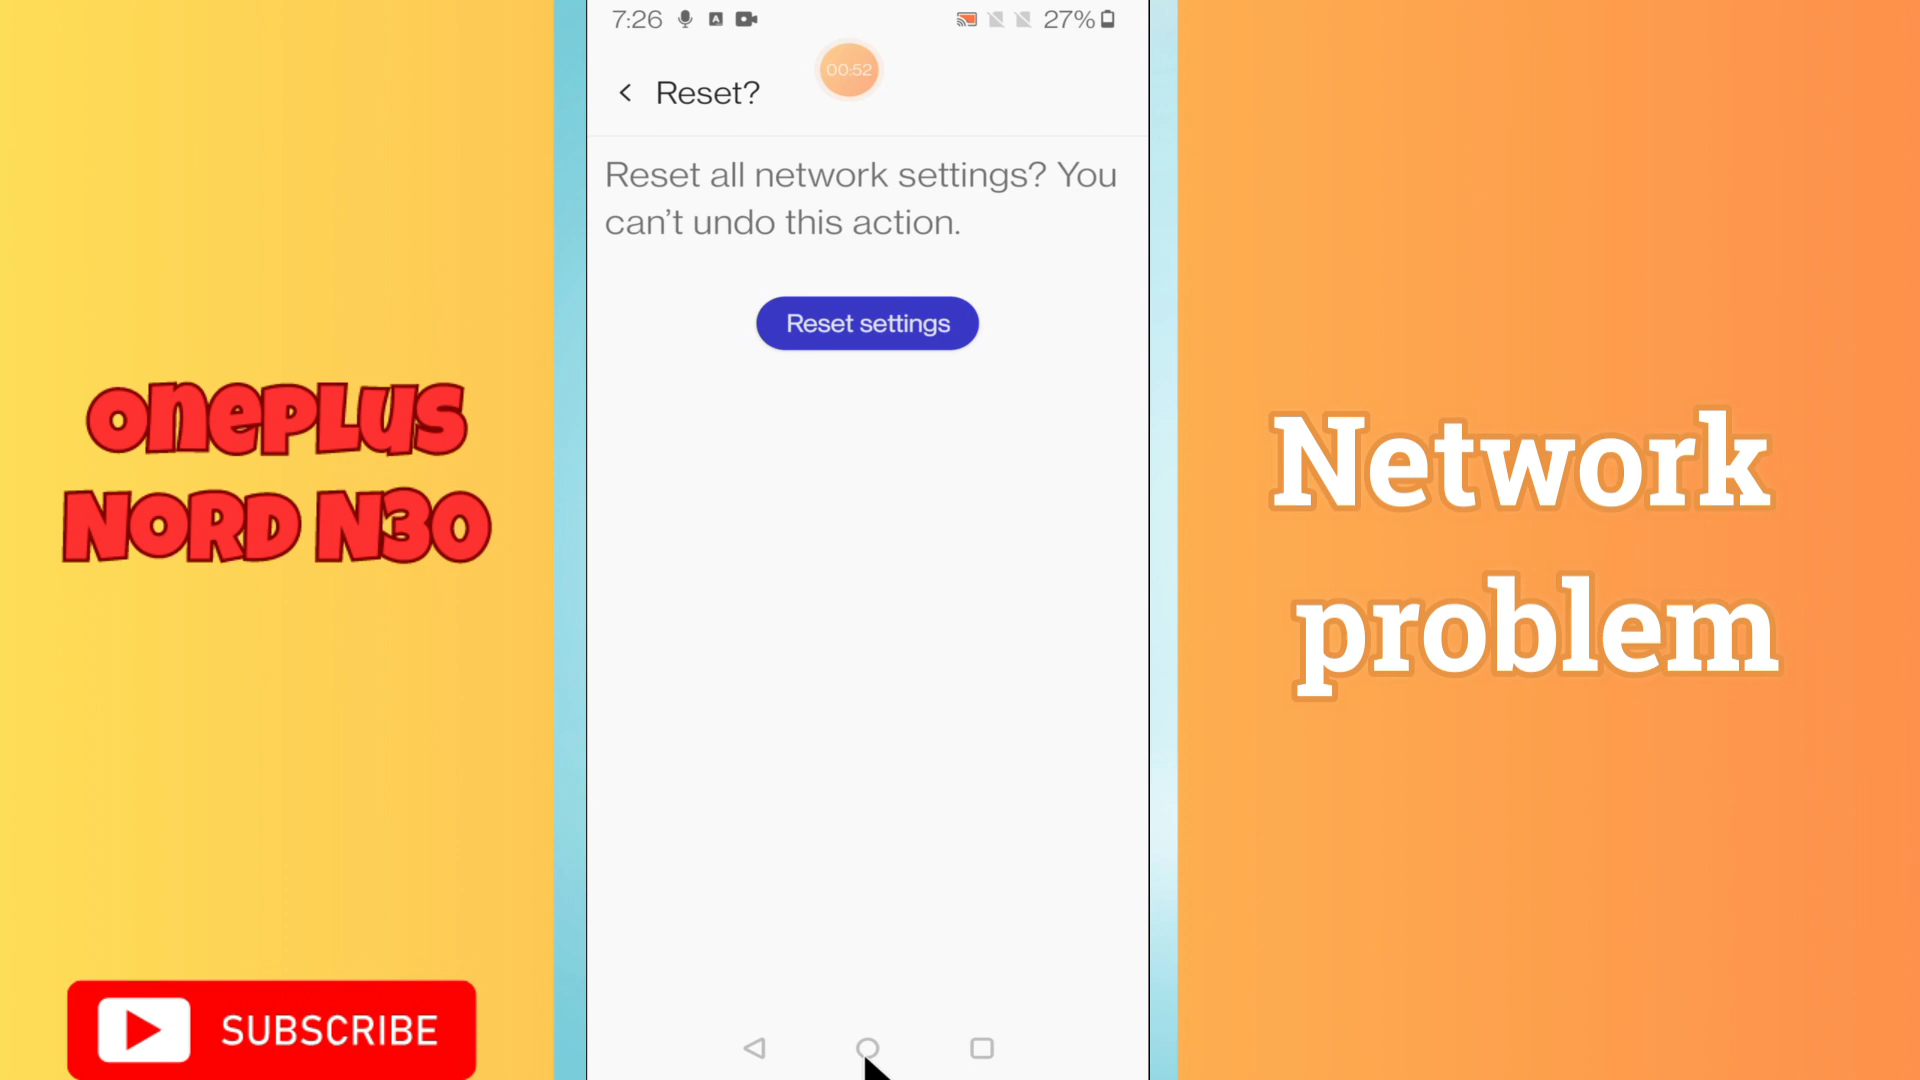 7:26
27%
00:52
Reset?
Reset all network settings? You
can't undo this action.
Reset settings
OnePLus
NORD N30
Network
problem
SUBSCRIBE